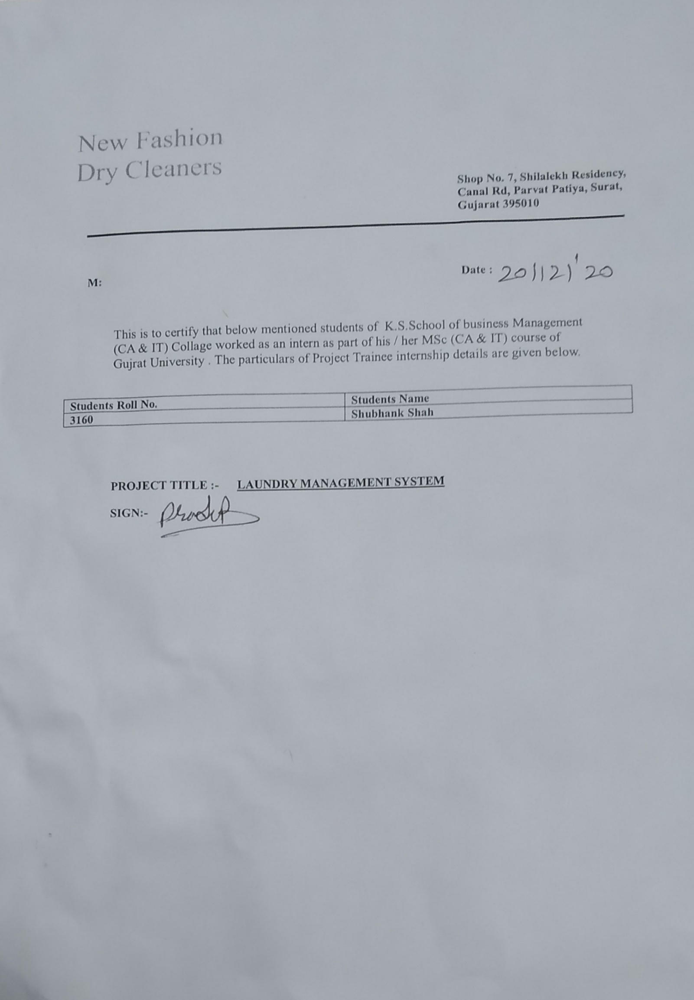 New Fashion
Dry Cleaners
Shop No. 7, Shilalekh Residency,
Canal Rd, Parvat Patiya, Surat,
Gujarat 395010
Date : 20/12/'20
M:
This is to certify that below mentioned students of K.S.School of business Management
(CA & IT) Collage worked as an intern as part of his / her MSc (CA & IT) course of
Gujrat University . The particulars of Project Trainee internship details are given below.
Students Roll No. Students Name
3160 Shubhank Shah
PROJECT TITLE :- LAUNDRY MANAGEMENT SYSTEM
SIGN:-